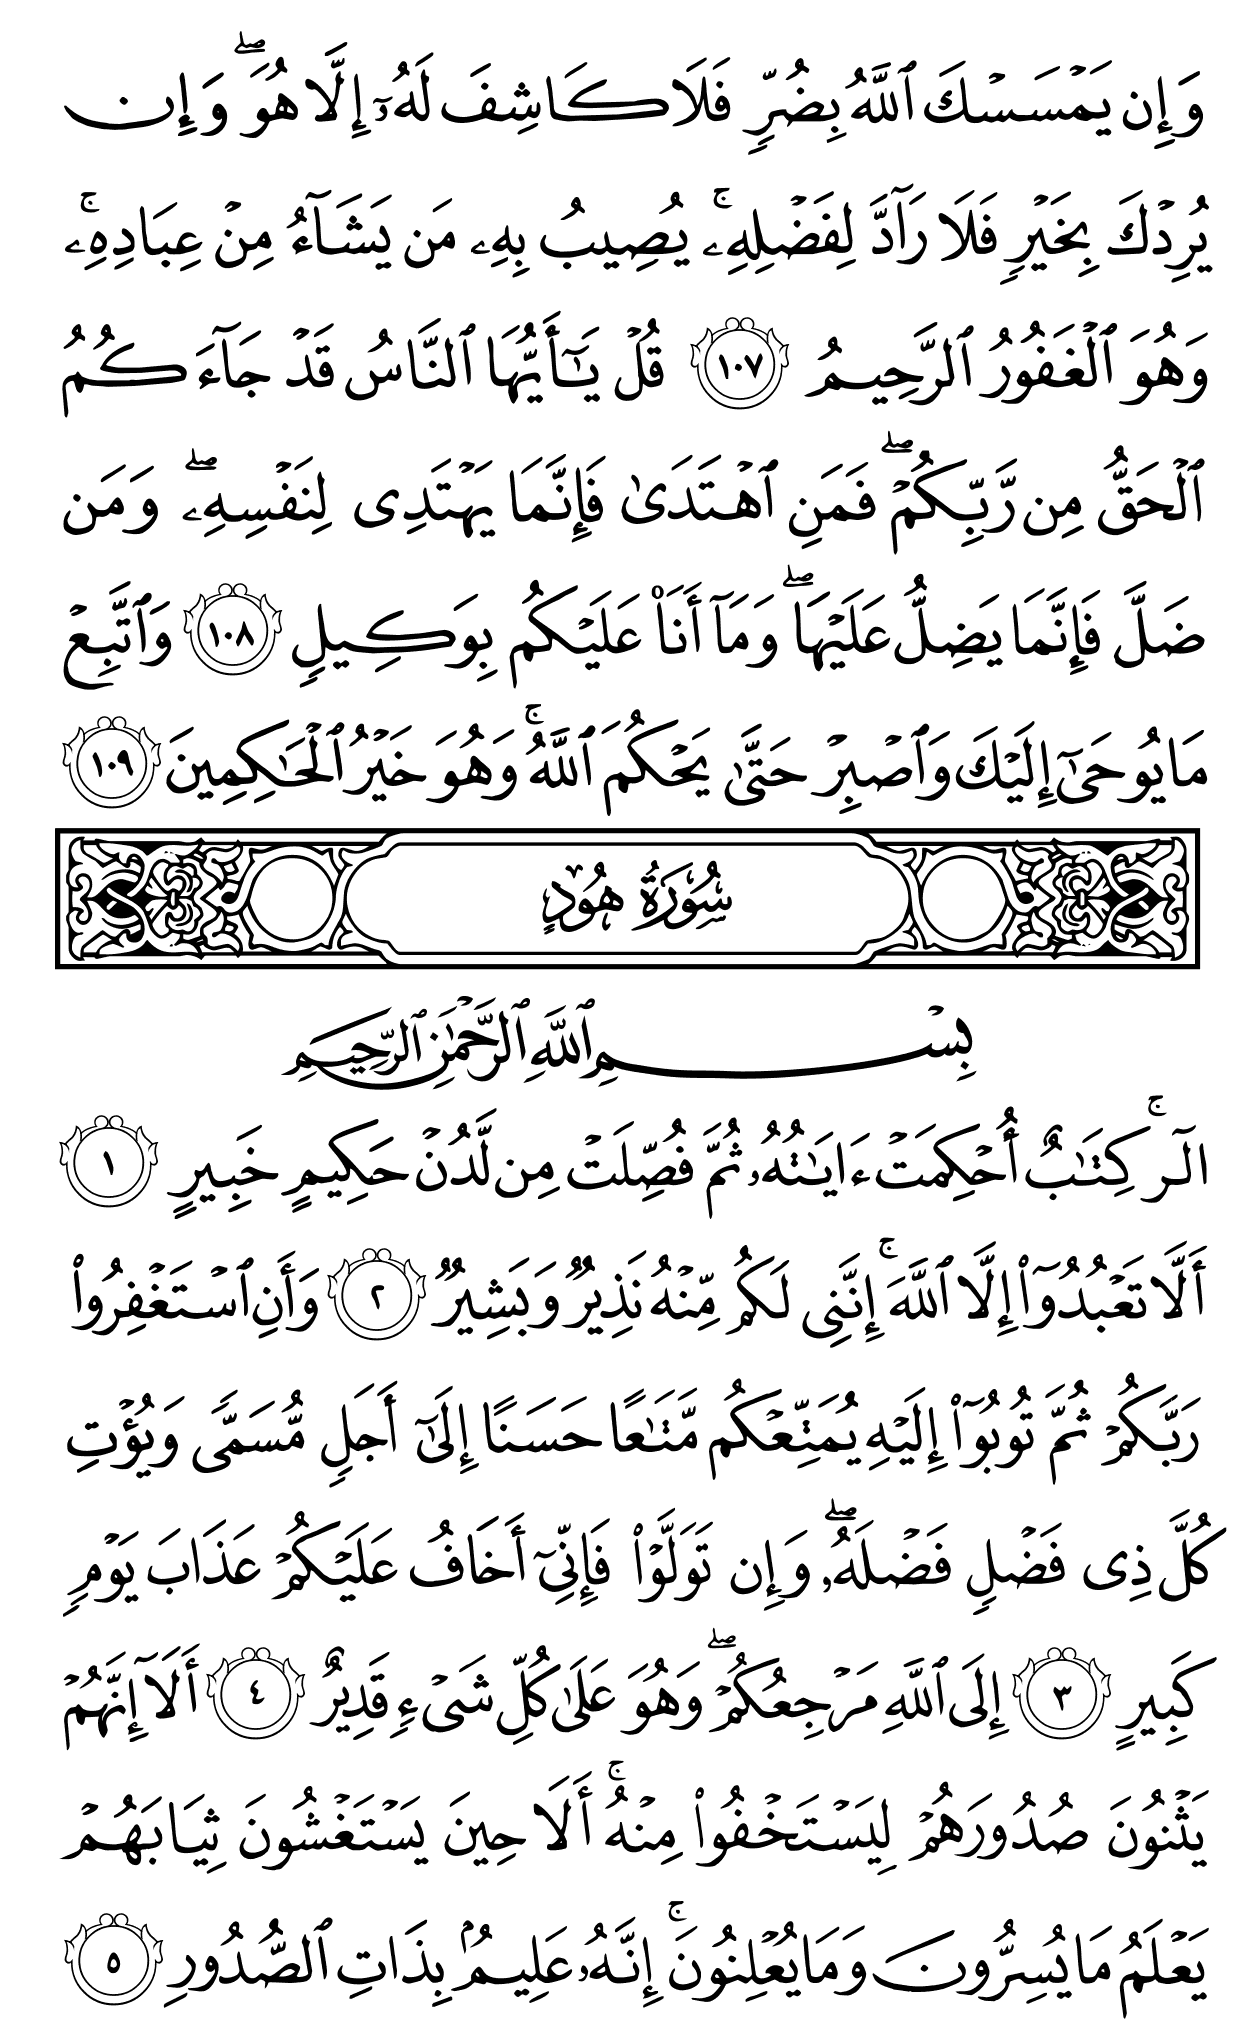 وَإِن يَمْسَسْكَ ٱللَّهُ بِضُرٍّ فَلَا كَاشِفَ لَهُۥٓ إِلَّا هُوَ ۖ وَإِن
يُرِدْكَ بِخَيْرٍ فَلَا رَآدَّ لِفَضْلِهِۦ ۚ يُصِيبُ بِهِۦ مَن يَشَآءُ مِنْ عِبَادِهِۦ ۚ
وَهُوَ ٱلْغَفُورُ ٱلرَّحِيمُ ١٠٧ قُلْ يَـٰٓأَيُّهَا ٱلنَّاسُ قَدْ جَآءَكُمُ
ٱلْحَقُّ مِن رَّبِّكُمْ ۖ فَمَنِ ٱهْتَدَىٰ فَإِنَّمَا يَهْتَدِى لِنَفْسِهِۦ ۖ وَمَن
ضَلَّ فَإِنَّمَا يَضِلُّ عَلَيْهَا ۖ وَمَآ أَنَا۠ عَلَيْكُم بِوَكِيلٍ ١٠٨ وَٱتَّبِعْ
مَا يُوحَىٰٓ إِلَيْكَ وَٱصْبِرْ حَتَّىٰ يَحْكُمَ ٱللَّهُ ۚ وَهُوَ خَيْرُ ٱلْحَـٰكِمِينَ ١٠٩
سُورَةُ هُودٍ
بِسْمِ ٱللَّهِ ٱلرَّحْمَـٰنِ ٱلرَّحِيمِ
الٓر ۚ كِتَـٰبٌ أُحْكِمَتْ ءَايَـٰتُهُۥ ثُمَّ فُصِّلَتْ مِن لَّدُنْ حَكِيمٍ خَبِيرٍ ١
أَلَّا تَعْبُدُوٓا۟ إِلَّا ٱللَّهَ ۚ إِنَّنِى لَكُم مِّنْهُ نَذِيرٌ وَبَشِيرٌ ٢ وَأَنِ ٱسْتَغْفِرُوا۟
رَبَّكُمْ ثُمَّ تُوبُوٓا۟ إِلَيْهِ يُمَتِّعْكُم مَّتَـٰعًا حَسَنًا إِلَىٰٓ أَجَلٍ مُّسَمًّى وَيُؤْتِ
كُلَّ ذِى فَضْلٍ فَضْلَهُۥ ۖ وَإِن تَوَلَّوْا۟ فَإِنِّىٓ أَخَافُ عَلَيْكُمْ عَذَابَ يَوْمٍ
كَبِيرٍ ٣ إِلَى ٱللَّهِ مَرْجِعُكُمْ ۖ وَهُوَ عَلَىٰ كُلِّ شَىْءٍ قَدِيرٌ ٤ أَلَآ إِنَّهُمْ
يَثْنُونَ صُدُورَهُمْ لِيَسْتَخْفُوا۟ مِنْهُ ۚ أَلَا حِينَ يَسْتَغْشُونَ ثِيَابَهُمْ
يَعْلَمُ مَا يُسِرُّونَ وَمَا يُعْلِنُونَ ۚ إِنَّهُۥ عَلِيمٌۢ بِذَاتِ ٱلصُّدُورِ ٥